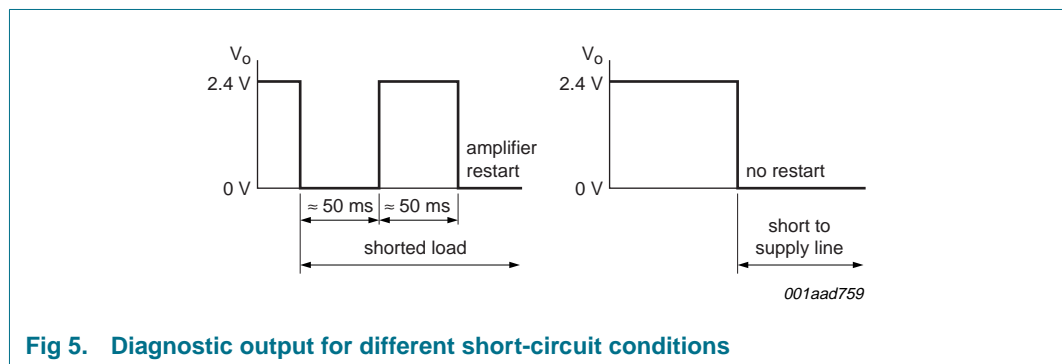 Vo
2.4 V
0 V
amplifier
restart
≈ 50 ms
≈ 50 ms
shorted load
Vo
2.4 V
0 V
no restart
short to
supply line
001aad759
Fig 5. Diagnostic output for different short-circuit conditions